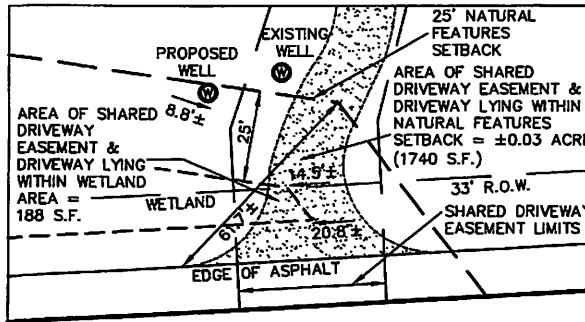 25' NATURAL
FEATURES
SETBACK
EXISTING
WELL
W
PROPOSED
WELL
W
8.8'±
25'
AREA OF SHARED
DRIVEWAY EASEMENT &
DRIVEWAY LYING WITHIN
NATURAL FEATURES
SETBACK = ±0.03 ACRE
(1740 S.F.)
AREA OF SHARED
DRIVEWAY
EASEMENT &
DRIVEWAY LYING
WITHIN WETLAND
AREA =
188 S.F.
WETLAND
14.5'±
33' R.O.W.
61.7'±
20.8'±
SHARED DRIVEWAY
EASEMENT LIMITS
EDGE OF ASPHALT